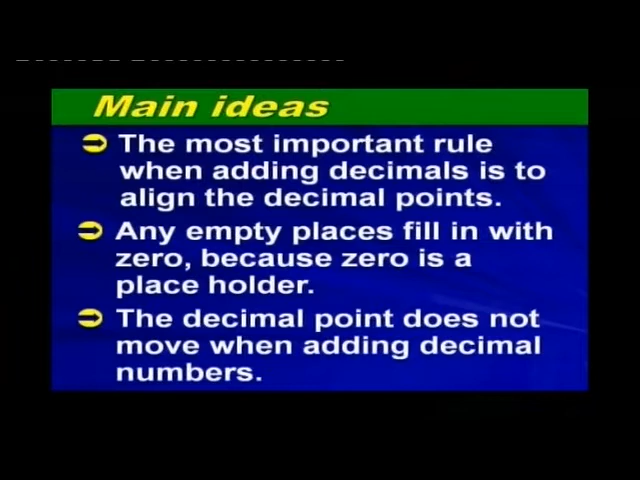 Main ideas
The most important rule
when adding decimals is to
align the decimal points.
Any empty places fill in with
zero, because zero is a
place holder.
The decimal point does not
move when adding decimal
numbers.